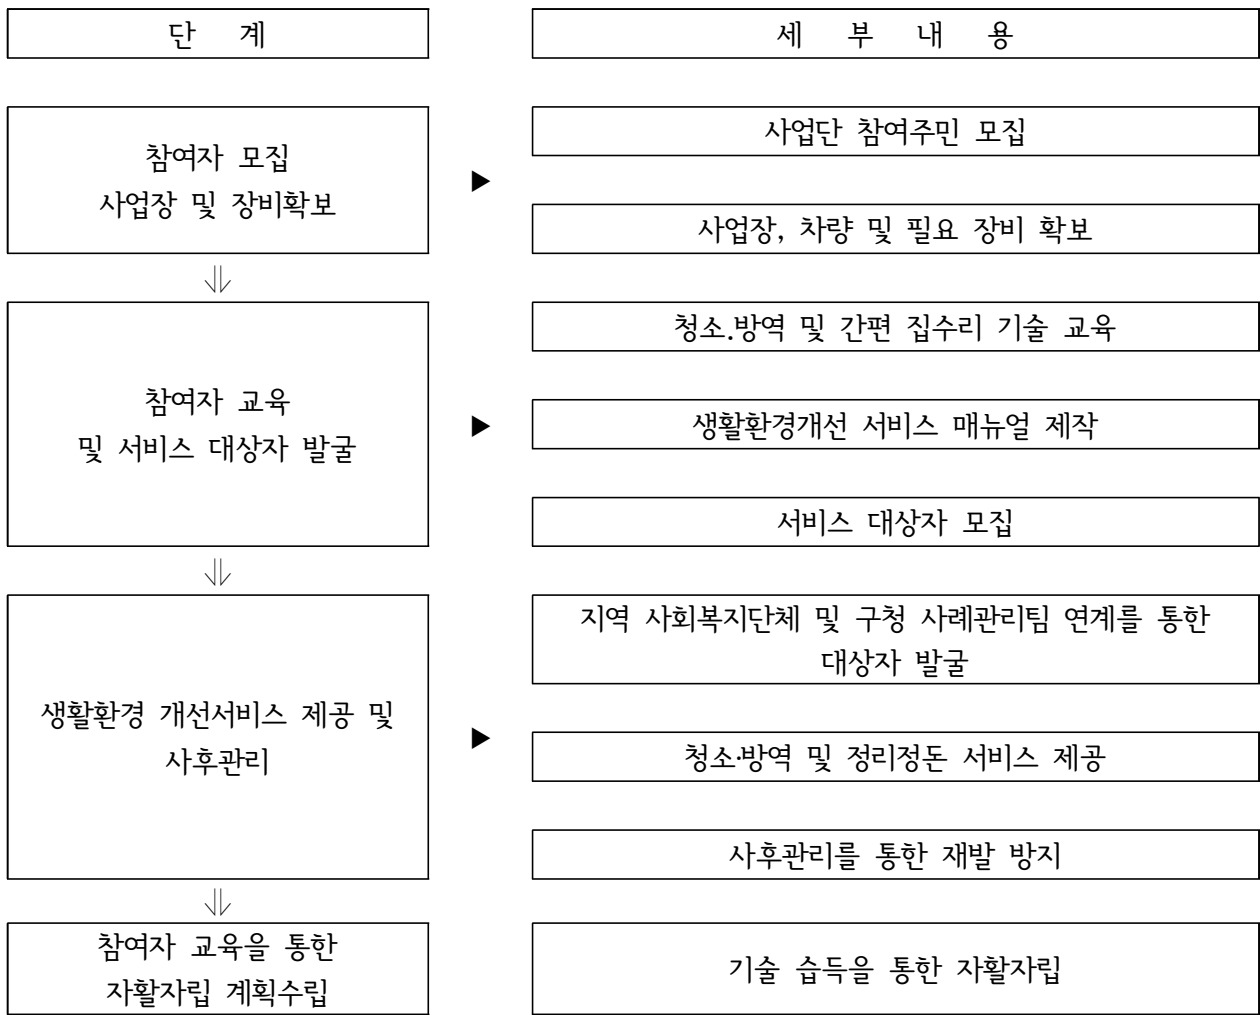 단 계
세 부 내 용
참여자 모집
사업장 및 장비확보
▶
사업단 참여주민 모집
사업장, 차량 및 필요 장비 확보
⇓
참여자 교육
및 서비스 대상자 발굴
▶
청소.방역 및 간편 집수리 기술 교육
생활환경개선 서비스 매뉴얼 제작
서비스 대상자 모집
⇓
생활환경 개선서비스 제공 및
사후관리
▶
지역 사회복지단체 및 구청 사례관리팀 연계를 통한
대상자 발굴
청소·방역 및 정리정돈 서비스 제공
사후관리를 통한 재발 방지
⇓
참여자 교육을 통한
자활자립 계획수립
기술 습득을 통한 자활자립